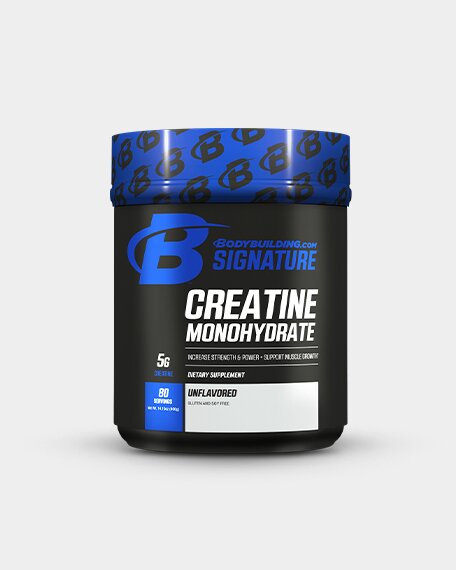 B
BODYBUILDING.COM
SIGNATURE
CREATINE
MONOHYDRATE
INCREASE STRENGTH & POWER • SUPPORT MUSCLE GROWTH
5G
CREATINE
DIETARY SUPPLEMENT
80
SERVINGS
UNFLAVORED
GLUTEN AND SOY FREE